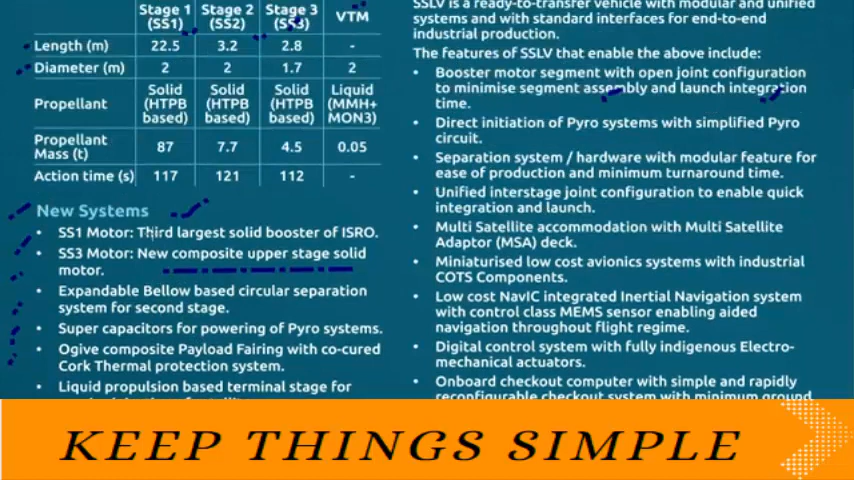 Stage 1 Stage 2 Stage 3 VTM
(SS1) (SS2) (SS3)
Length (m) 22.5 3.2 2.8 -
Diameter (m) 2 2 1.7 2
Propellant Solid (HTPB based) Solid (HTPB based) Solid (HTPB based) Liquid (MMH+ MON3)
Propellant Mass (t) 87 7.7 4.5 0.05
Action time (s) 117 121 112 -
New Systems
• SS1 Motor: Third largest solid booster of ISRO.
• SS3 Motor: New composite upper stage solid
motor.
• Expandable Bellow based circular separation
system for second stage.
• Super capacitors for powering of Pyro systems.
• Ogive composite Payload Fairing with co-cured
Cork Thermal protection system.
• Liquid propulsion based terminal stage for
SSLV is a ready-to-transfer vehicle with modular and unified
systems and with standard interfaces for end-to-end
industrial production.
The features of SSLV that enable the above include:
• Booster motor segment with open joint configuration
to minimise segment assembly and launch integration
time.
• Direct initiation of Pyro systems with simplified Pyro
circuit.
• Separation system / hardware with modular feature for
ease of production and minimum turnaround time.
• Unified interstage joint configuration to enable quick
integration and launch.
• Multi Satellite accommodation with Multi Satellite
Adaptor (MSA) deck.
• Miniaturised low cost avionics systems with industrial
COTS Components.
• Low cost NavIC integrated Inertial Navigation system
with control class MEMS sensor enabling aided
navigation throughout flight regime.
• Digital control system with fully indigenous Electro-
mechanical actuators.
• Onboard checkout computer with simple and rapidly
reconfigurable checkout system with minimum ground
KEEP THINGS SIMPLE